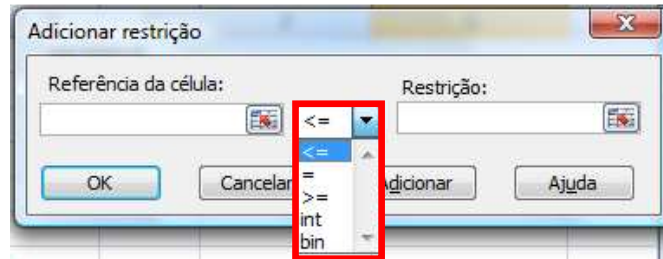 Adicionar restrição
Referência da célula:
Restrição:
<=
<=
=
>=
int
bin
OK
Cancelar
Adicionar
Ajuda